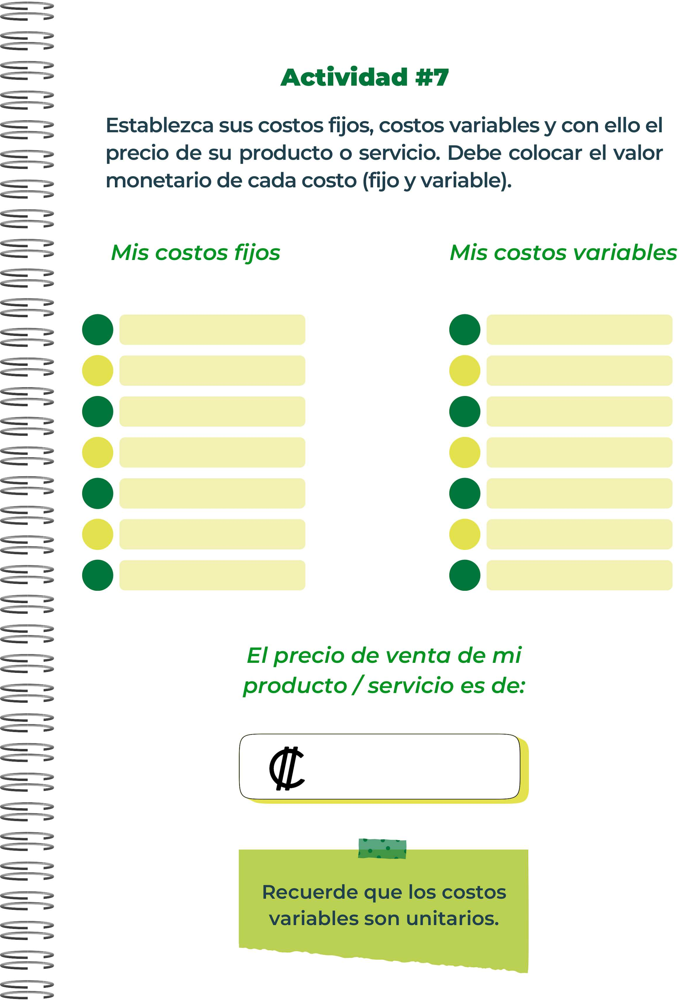 Actividad #7
Establezca sus costos fijos, costos variables y con ello el
precio de su producto o servicio. Debe colocar el valor
monetario de cada costo (fijo y variable).
Mis costos fijos
Mis costos variables
El precio de venta de mi
producto / servicio es de:
₡
Recuerde que los costos
variables son unitarios.